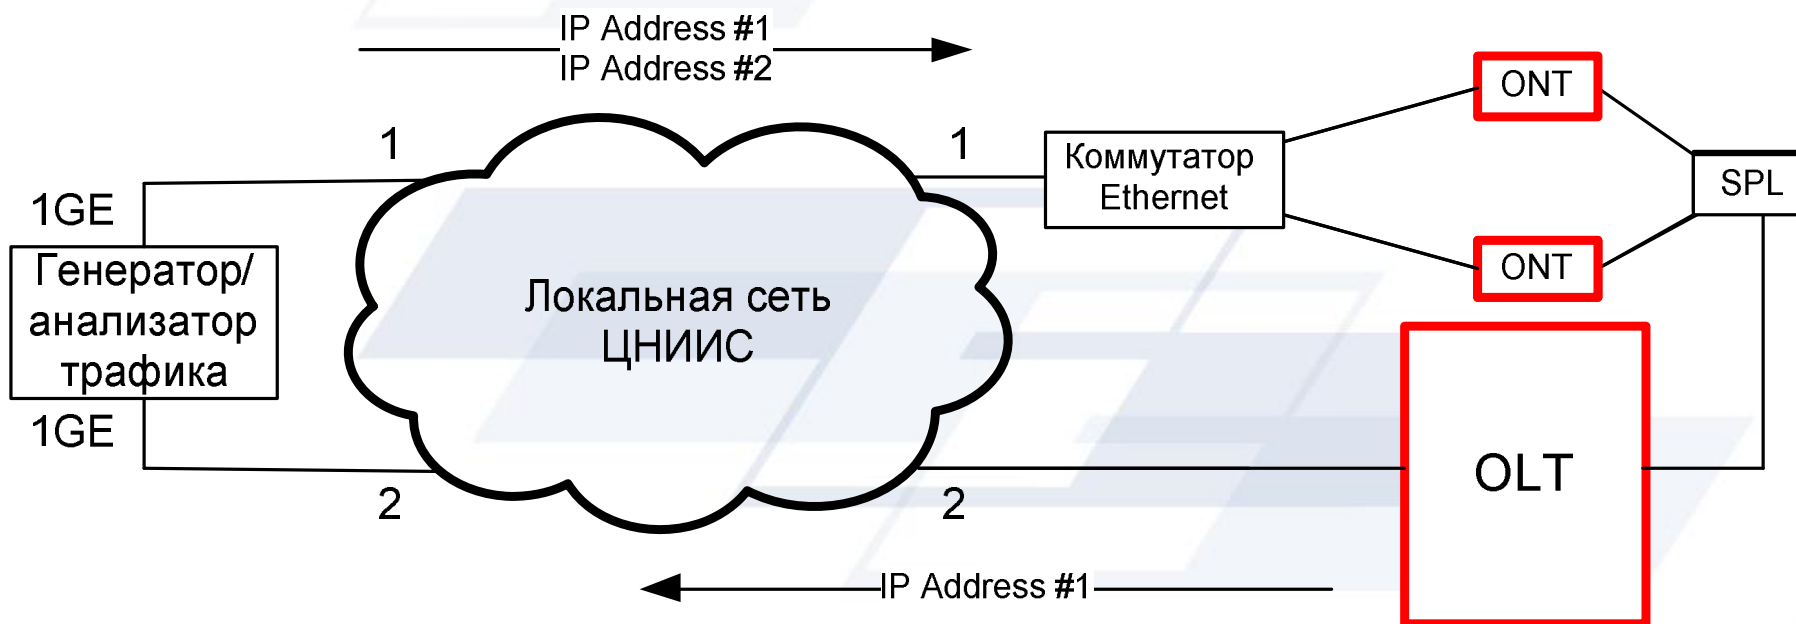 IP Address #1
IP Address #2
1
1
1GE
Генератор/
анализатор
трафика
1GE
2
Локальная сеть
ЦНИИС
Коммутатор
Ethernet
ONT
ONT
SPL
OLT
2
IP Address #1